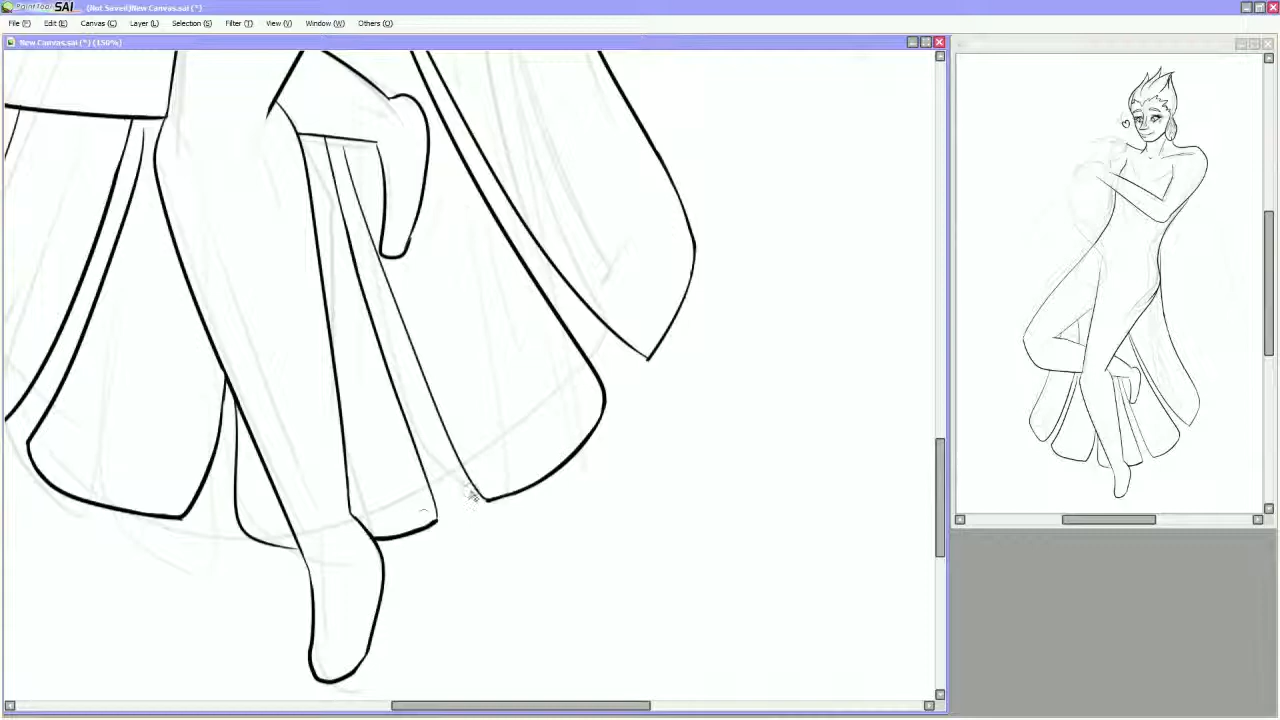 PaintTool SAI (Not Saved)New Canvas.sai (*)
File (F) Edit (E) Canvas (C) Layer (L) Selection (S) Filter (T) View (V) Window (W) Others (O)
New Canvas.sai (*) (150%)